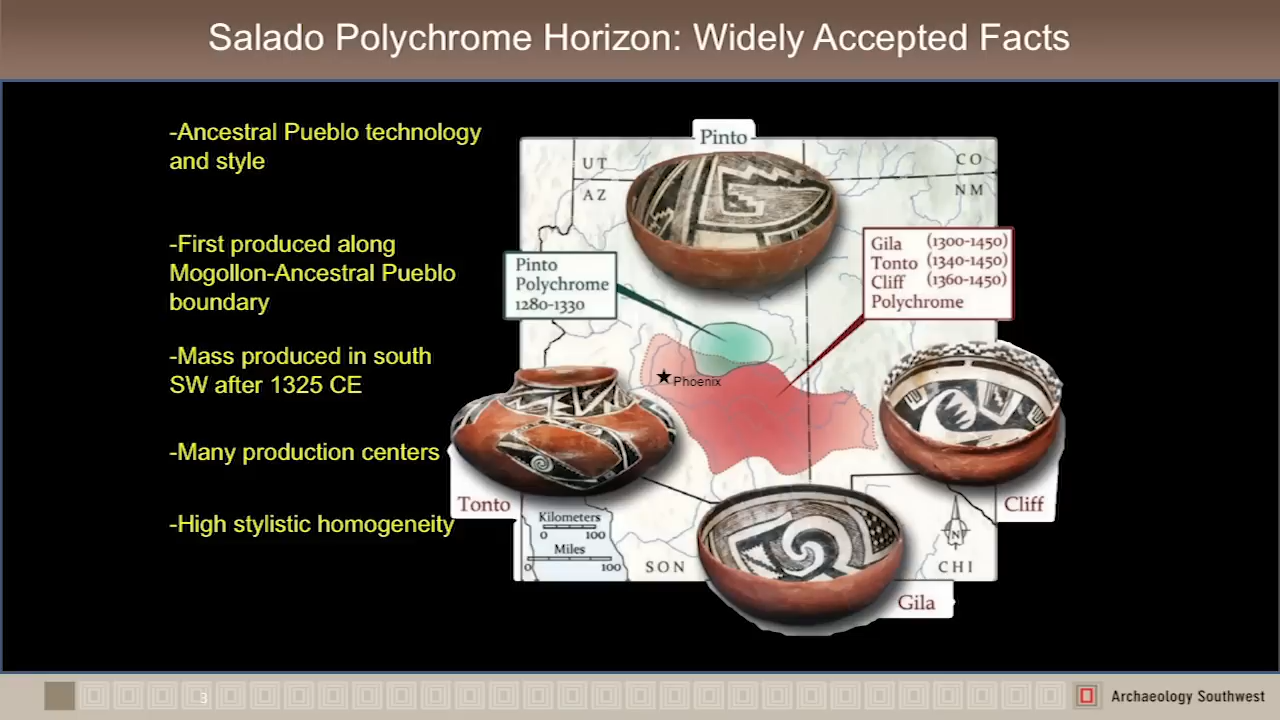 Salado Polychrome Horizon: Widely Accepted Facts
-Ancestral Pueblo technology
and style
-First produced along
Mogollon-Ancestral Pueblo
boundary
-Mass produced in south
SW after 1325 CE
-Many production centers
-High stylistic homogeneity
Pinto
UT
CO
AZ
NM
Pinto
Polychrome
1280-1330
Gila (1300-1450)
Tonto (1340-1450)
Cliff (1360-1450)
Polychrome
Phoenix
Tonto
Cliff
Kilometers
0 100
Miles
0 100
SON
N
CHI
Gila
3
Archaeology Southwest